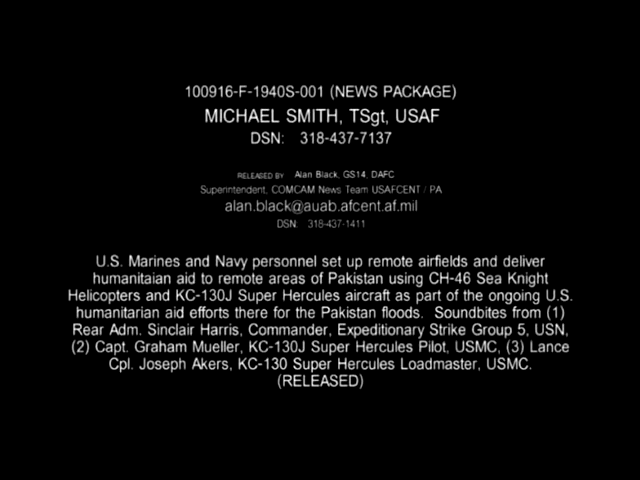 100916-F-1940S-001 (NEWS PACKAGE)
MICHAEL SMITH, TSgt, USAF
DSN: 318-437-7137
RELEASED BY Alan Black, GS14, DAFC
Superintendent, COMCAM News Team USAFCENT / PA
alan.black@auab.afcent.af.mil
DSN: 318-437-1411
U.S. Marines and Navy personnel set up remote airfields and deliver
humanitaian aid to remote areas of Pakistan using CH-46 Sea Knight
Helicopters and KC-130J Super Hercules aircraft as part of the ongoing U.S.
humanitarian aid efforts there for the Pakistan floods. Soundbites from (1)
Rear Adm. Sinclair Harris, Commander, Expeditionary Strike Group 5, USN,
(2) Capt. Graham Mueller, KC-130J Super Hercules Pilot, USMC, (3) Lance
Cpl. Joseph Akers, KC-130 Super Hercules Loadmaster, USMC.
(RELEASED)